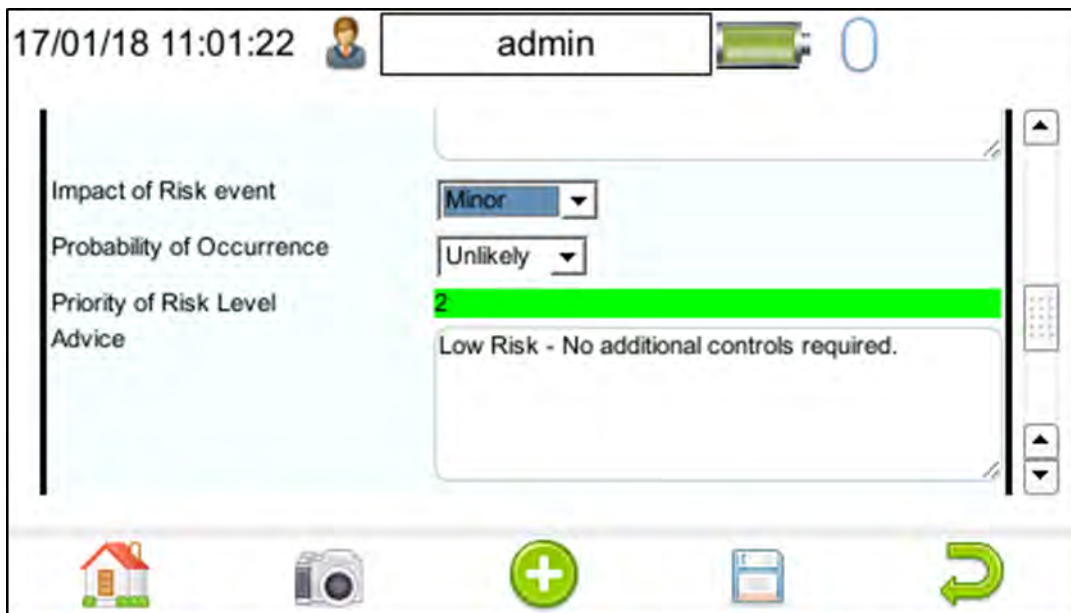 17/01/18 11:01:22 admin
Impact of Risk event Minor
Probability of Occurrence Unlikely
Priority of Risk Level 2
Advice Low Risk - No additional controls required.